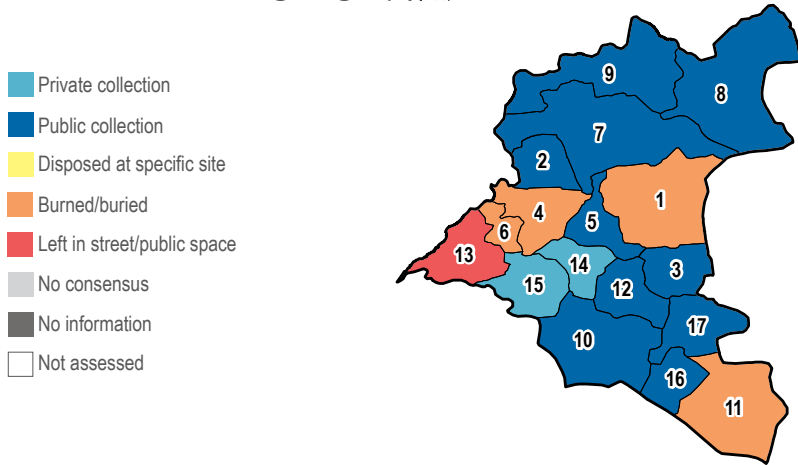 Private collection
Public collection
Disposed at specific site
Burned/buried
Left in street/public space
No consensus
No information
Not assessed
9
8
7
2
1
4
5
6
13
14
3
15
12
17
10
16
11